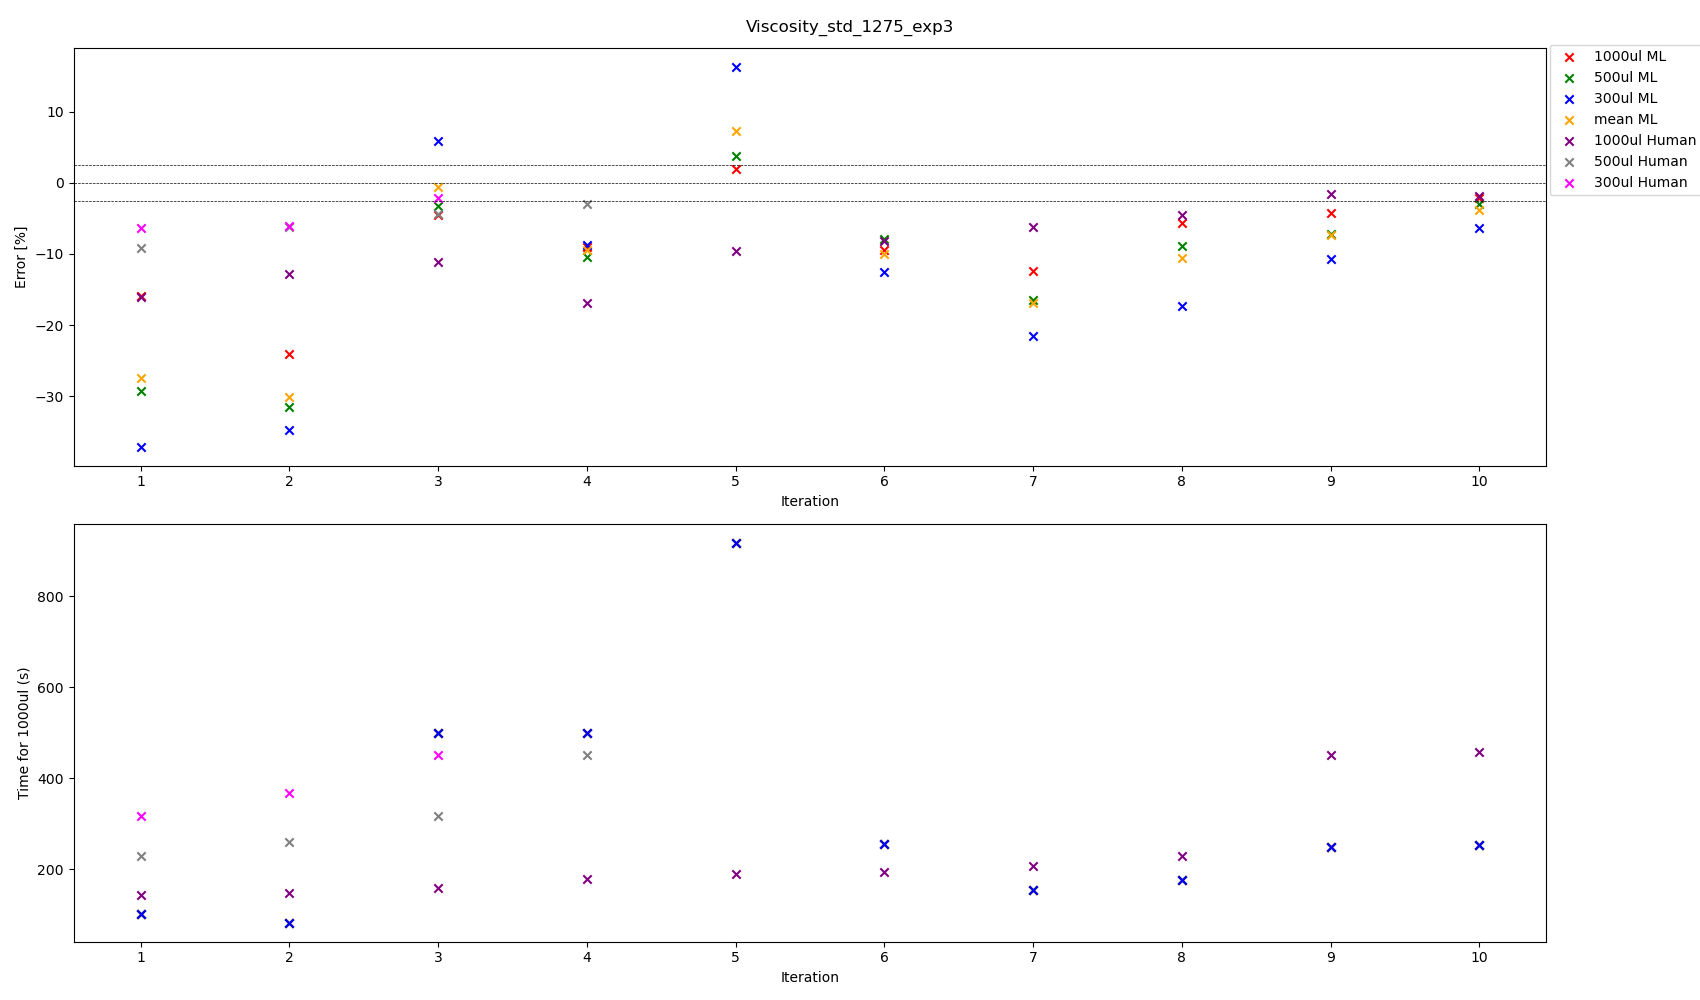 Viscosity_std_1275_exp3
Error [%]
10
0
−10
−20
−30
1 2 3 4 5 6 7 8 9 10
Iteration
1000ul ML
500ul ML
300ul ML
mean ML
1000ul Human
500ul Human
300ul Human
Time for 1000ul (s)
800
600
400
200
1 2 3 4 5 6 7 8 9 10
Iteration